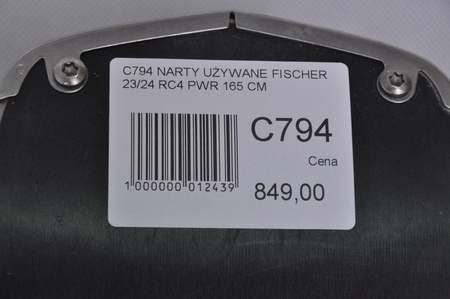 C794 NARTY UŻYWANE FISCHER
23/24 RC4 PWR 165 CM
C794
Cena
1 000000 012439
849,00